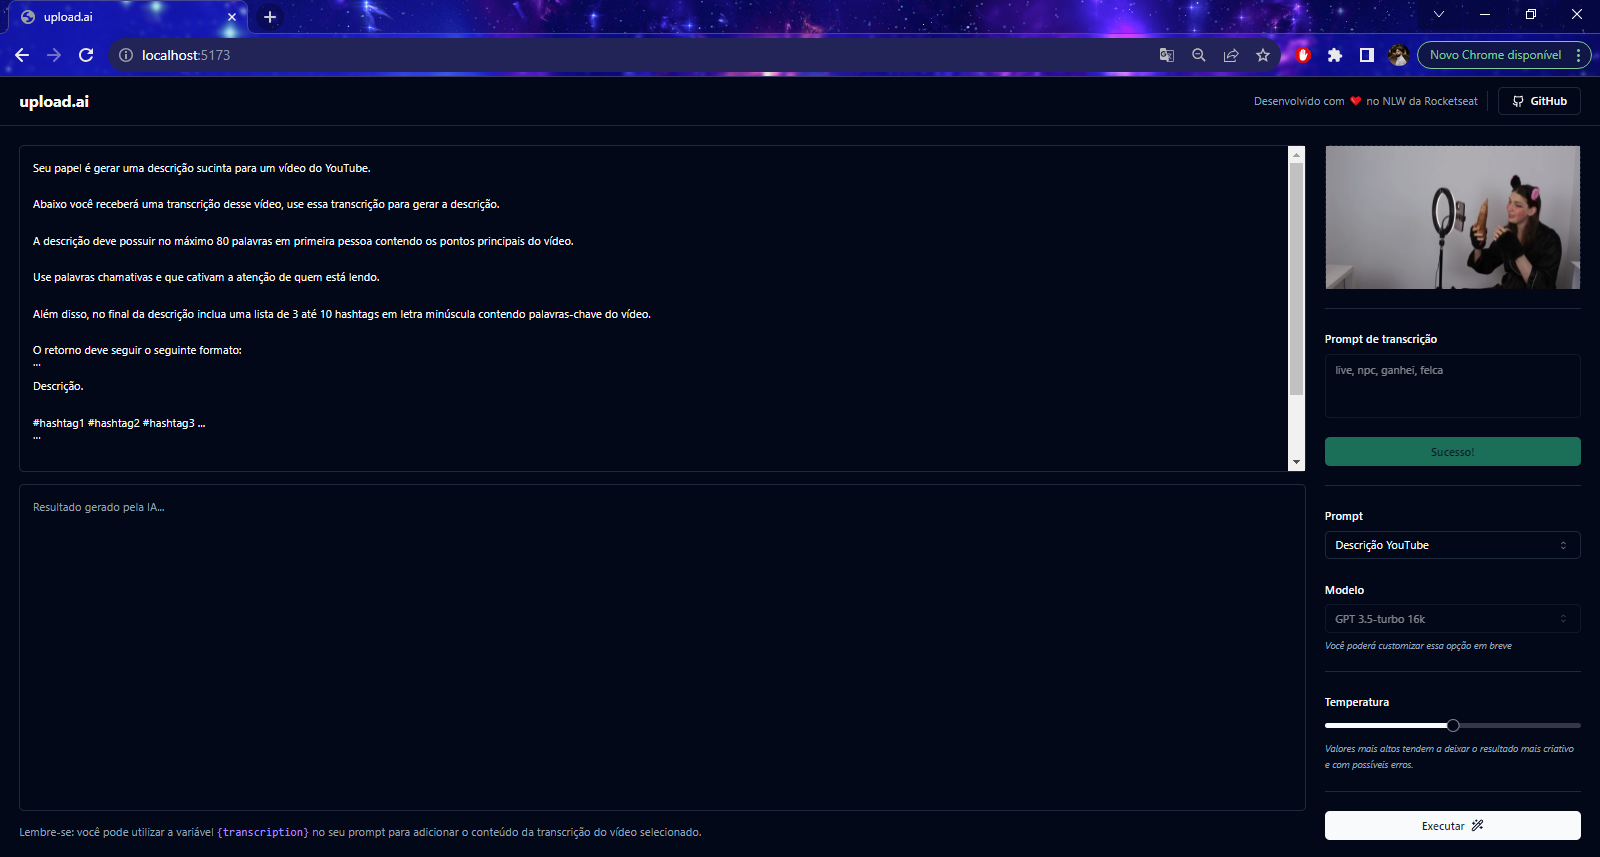 upload.ai
localhost:5173
Novo Chrome disponível
upload.ai
Desenvolvido com ❤️ no NLW da Rocketseat
GitHub
Seu papel é gerar uma descrição sucinta para um vídeo do YouTube.
Abaixo você receberá uma transcrição desse vídeo, use essa transcrição para gerar a descrição.
A descrição deve possuir no máximo 80 palavras em primeira pessoa contendo os pontos principais do vídeo.
Use palavras chamativas e que cativam a atenção de quem está lendo.
Além disso, no final da descrição inclua uma lista de 3 até 10 hashtags em letra minúscula contendo palavras-chave do vídeo.
O retorno deve seguir o seguinte formato:
'''
Descrição.
#hashtag1 #hashtag2 #hashtag3 ...
'''
Resultado gerado pela IA...
Lembre-se: você pode utilizar a variável {transcription} no seu prompt para adicionar o conteúdo da transcrição do vídeo selecionado.
Prompt de transcrição
live, npc, ganhei, felca
Sucesso!
Prompt
Descrição YouTube
Modelo
GPT 3.5-turbo 16k
Você poderá customizar essa opção em breve
Temperatura
Valores mais altos tendem a deixar o resultado mais criativo
e com possíveis erros.
Executar